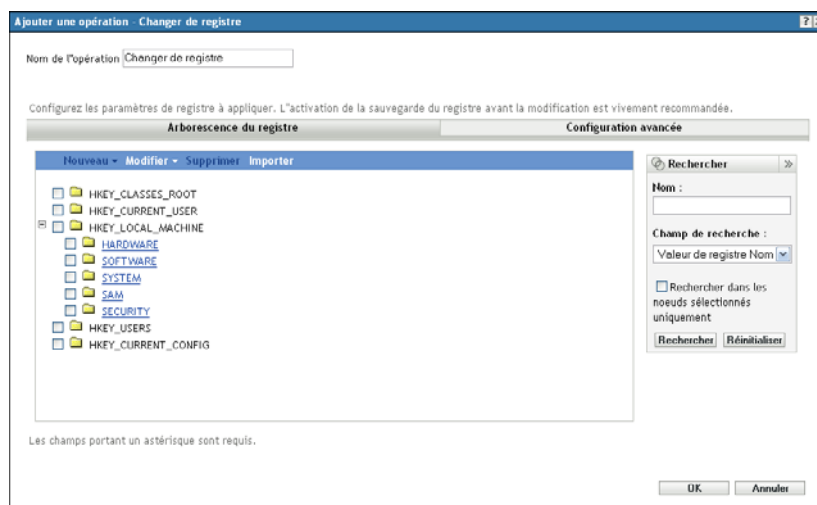 Ajouter une opération - Changer de registre
Nom de l"opération Changer de registre
Configurez les paramètres de registre à appliquer. L"activation de la sauvegarde du registre avant la modification est vivement recommandée.
Arborescence du registre Configuration avancée
Nouveau Modifier Supprimer Importer
HKEY_CLASSES_ROOT
HKEY_CURRENT_USER
HKEY_LOCAL_MACHINE
HARDWARE
SOFTWARE
SYSTEM
SAM
SECURITY
HKEY_USERS
HKEY_CURRENT_CONFIG
Rechercher
Nom :
Champ de recherche :
Valeur de registre Nom
Rechercher dans les
noeuds sélectionnés
uniquement
Rechercher Réinitialiser
Les champs portant un astérisque sont requis.
OK Annuler